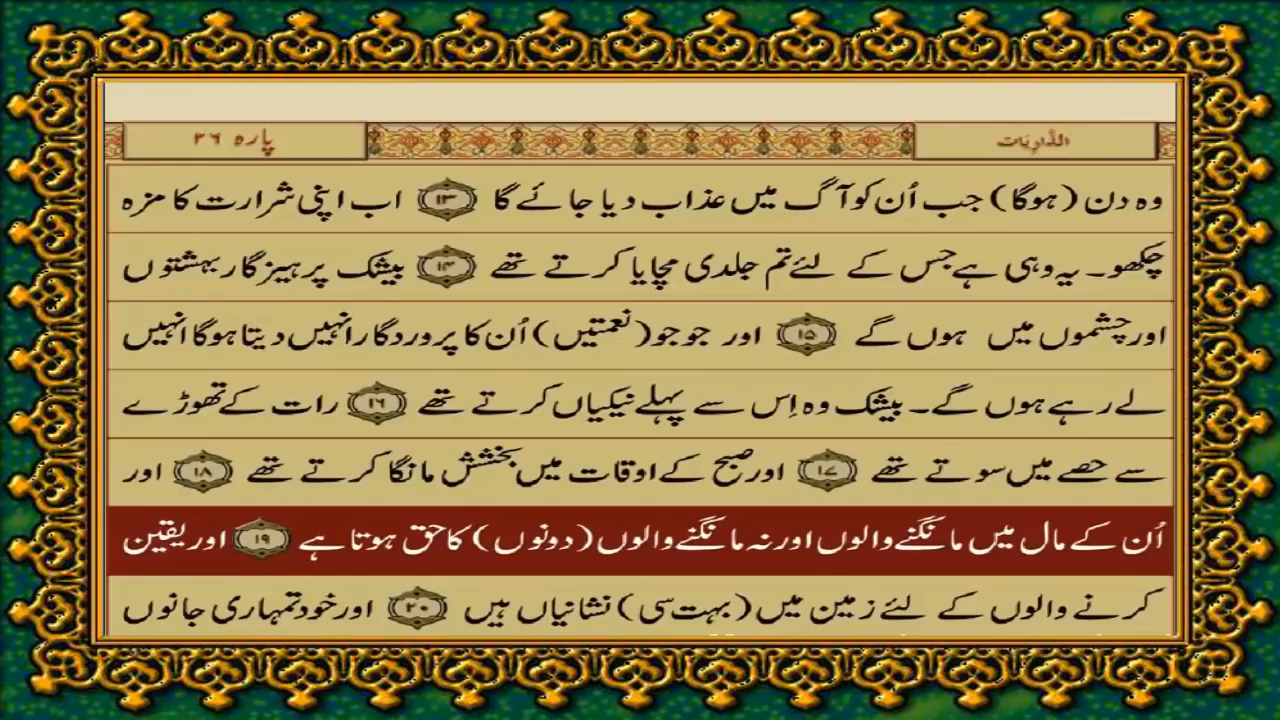 الذّٰرِیَات پارہ ۲۶
وہ دن (ہوگا) جب اُن کو آگ میں عذاب دیا جائے گا ۱۳ اب اپنی شرارت کا مزہ
چکھو۔ یہ وہی ہے جس کے لئے تم جلدی مچایا کرتے تھے ۱۴ بیشک پرہیزگار بہشتوں
اور چشموں میں ہوں گے ۱۵ اور جو جو (نعمتیں) اُن کا پروردگار انہیں دیتا ہوگا انہیں
لے رہے ہوں گے۔ بیشک وہ اِس سے پہلے نیکیاں کرتے تھے ۱۶ رات کے تھوڑے
سے حصے میں سوتے تھے ۱۷ اور صبح کے اوقات میں بخشش مانگا کرتے تھے ۱۸ اور
اُن کے مال میں مانگنے والوں اور نہ مانگنے والوں (دونوں) کا حق ہوتا ہے ۱۹ اور یقین
کرنے والوں کے لئے زمین میں (بہت سی) نشانیاں ہیں ۲۰ اور خود تمہاری جانوں